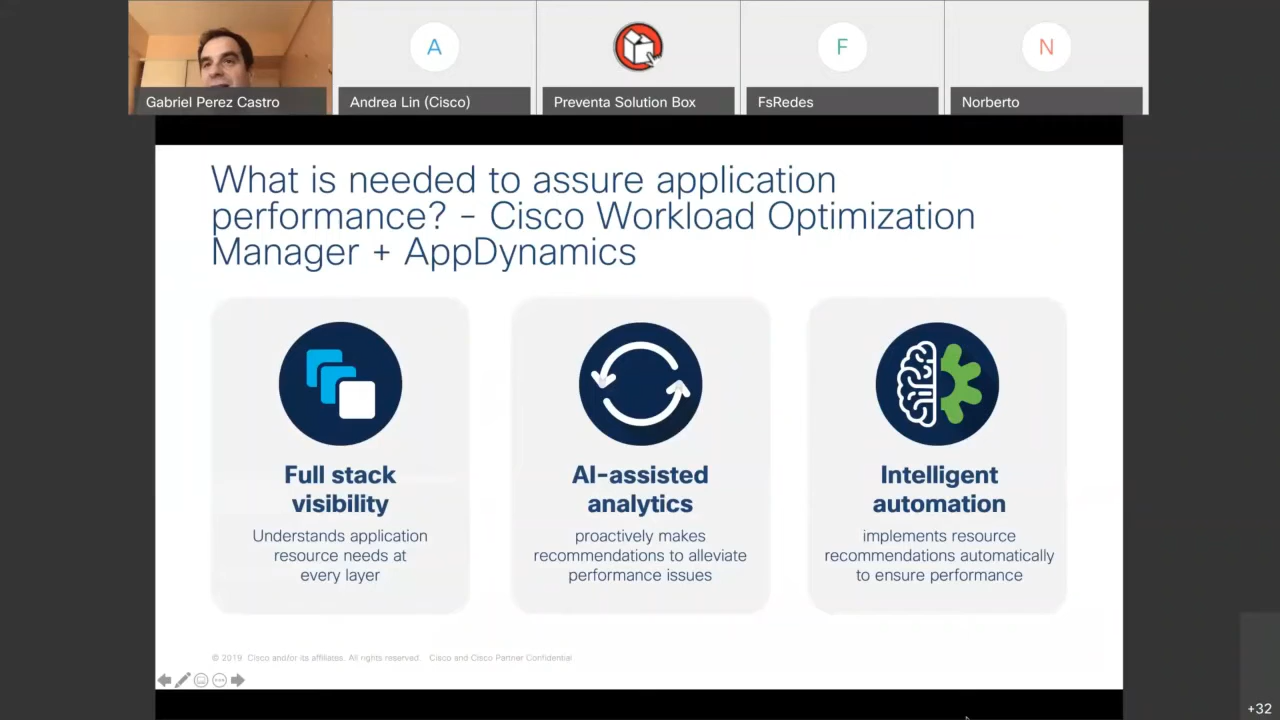 A
F
N
Gabriel Perez Castro
Andrea Lin (Cisco)
Preventa Solution Box
FsRedes
Norberto
What is needed to assure application
performance? - Cisco Workload Optimization
Manager + AppDynamics
Full stack
visibility
Understands application
resource needs at
every layer
AI-assisted
analytics
proactively makes
recommendations to alleviate
performance issues
Intelligent
automation
implements resource
recommendations automatically
to ensure performance
© 2019 Cisco and/or its affiliates. All rights reserved. Cisco and Cisco Partner Confidential
+32